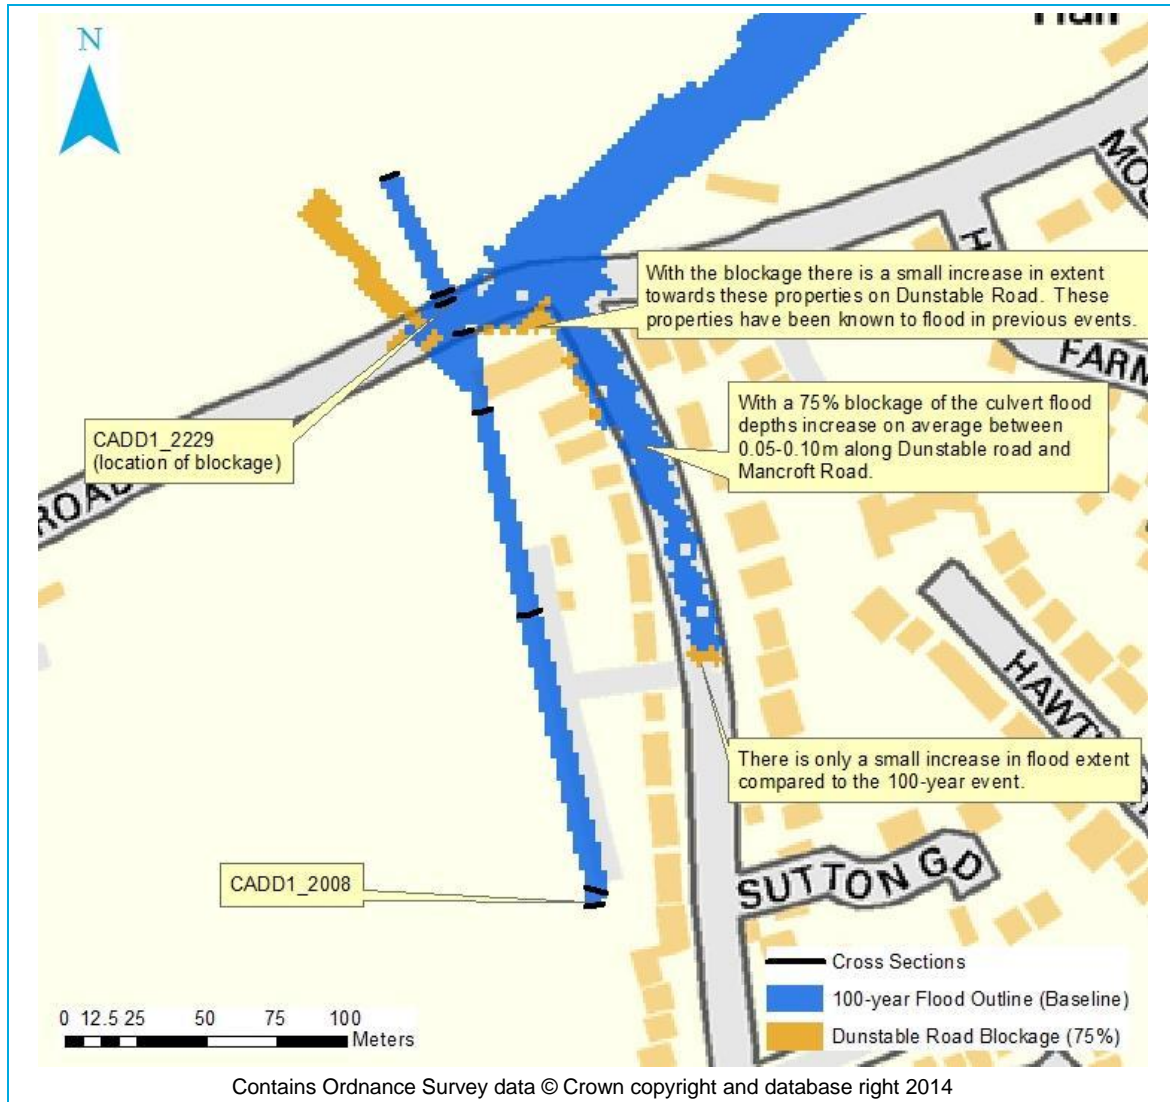 N
With the blockage there is a small increase in extent
towards these properties on Dunstable Road. These
properties have been known to flood in previous events.
FARM
With a 75% blockage of the culvert flood
depths increase on average between
0.05-0.10m along Dunstable road and
Mancroft Road.
CADD1_2229
(location of blockage)
ROAD
There is only a small increase in flood extent
compared to the 100-year event.
CADD1_2008
SUTTON GD
Cross Sections
100-year Flood Outline (Baseline)
Dunstable Road Blockage (75%)
0 12.5 25 50 75 100
Meters
Contains Ordnance Survey data © Crown copyright and database right 2014